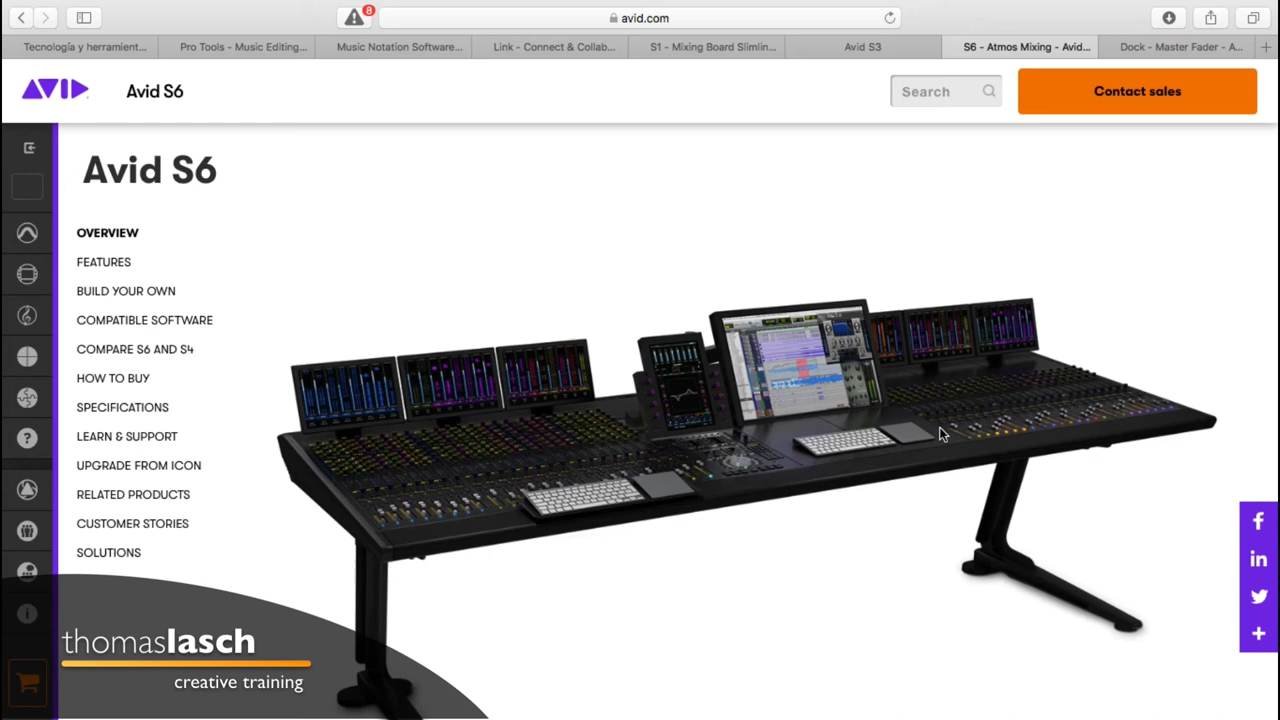 8
avid.com
Tecnología y herramient...
Pro Tools - Music Editing...
Music Notation Software...
Link - Connect & Collab...
S1 - Mixing Board Slimlin...
Avid S3
S6 - Atmos Mixing - Avid...
Dock - Master Fader - A...
AVID
Avid S6
Search
Contact sales
Avid S6
OVERVIEW
FEATURES
BUILD YOUR OWN
COMPATIBLE SOFTWARE
COMPARE S6 AND S4
HOW TO BUY
SPECIFICATIONS
LEARN & SUPPORT
UPGRADE FROM ICON
RELATED PRODUCTS
CUSTOMER STORIES
SOLUTIONS
thomaslasch
creative training